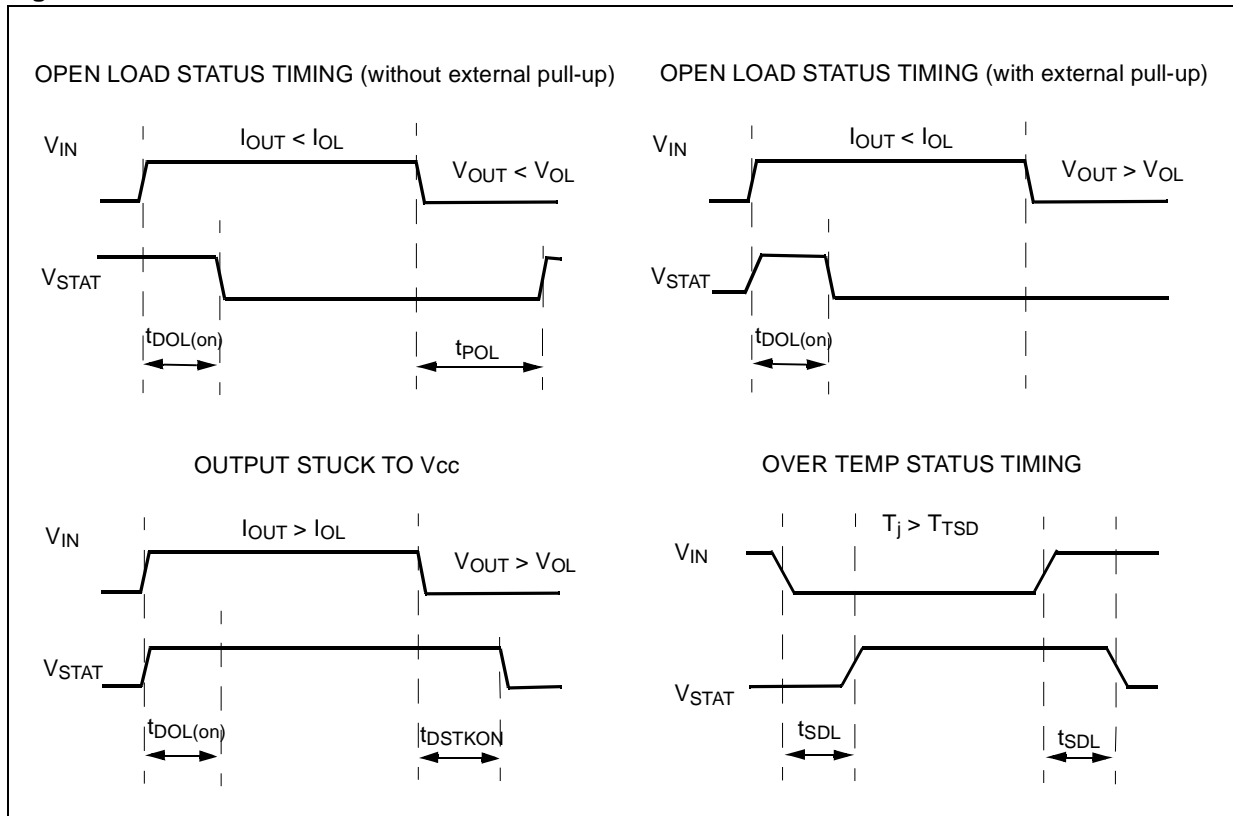 OPEN LOAD STATUS TIMING (without external pull-up)
VIN
IOUT < IOL
VOUT < VOL
VSTAT
tDOL(on)
tPOL
OPEN LOAD STATUS TIMING (with external pull-up)
VIN
IOUT < IOL
VOUT > VOL
VSTAT
tDOL(on)
OUTPUT STUCK TO Vcc
VIN
IOUT > IOL
VOUT > VOL
VSTAT
tDOL(on)
tDSTKON
OVER TEMP STATUS TIMING
VIN
Tj > TTSD
VSTAT
tSDL
tSDL